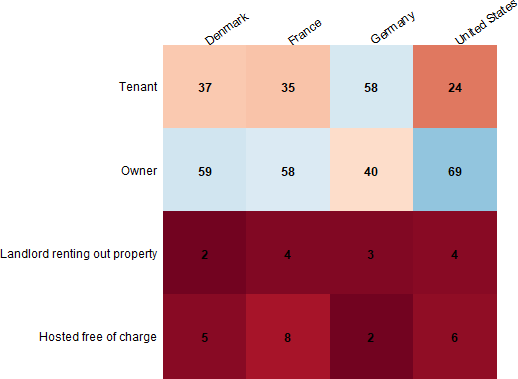 Denmark France Germany United States
Tenant 37 35 58 24
Owner 59 58 40 69
Landlord renting out property 2 4 3 4
Hosted free of charge 5 8 2 6